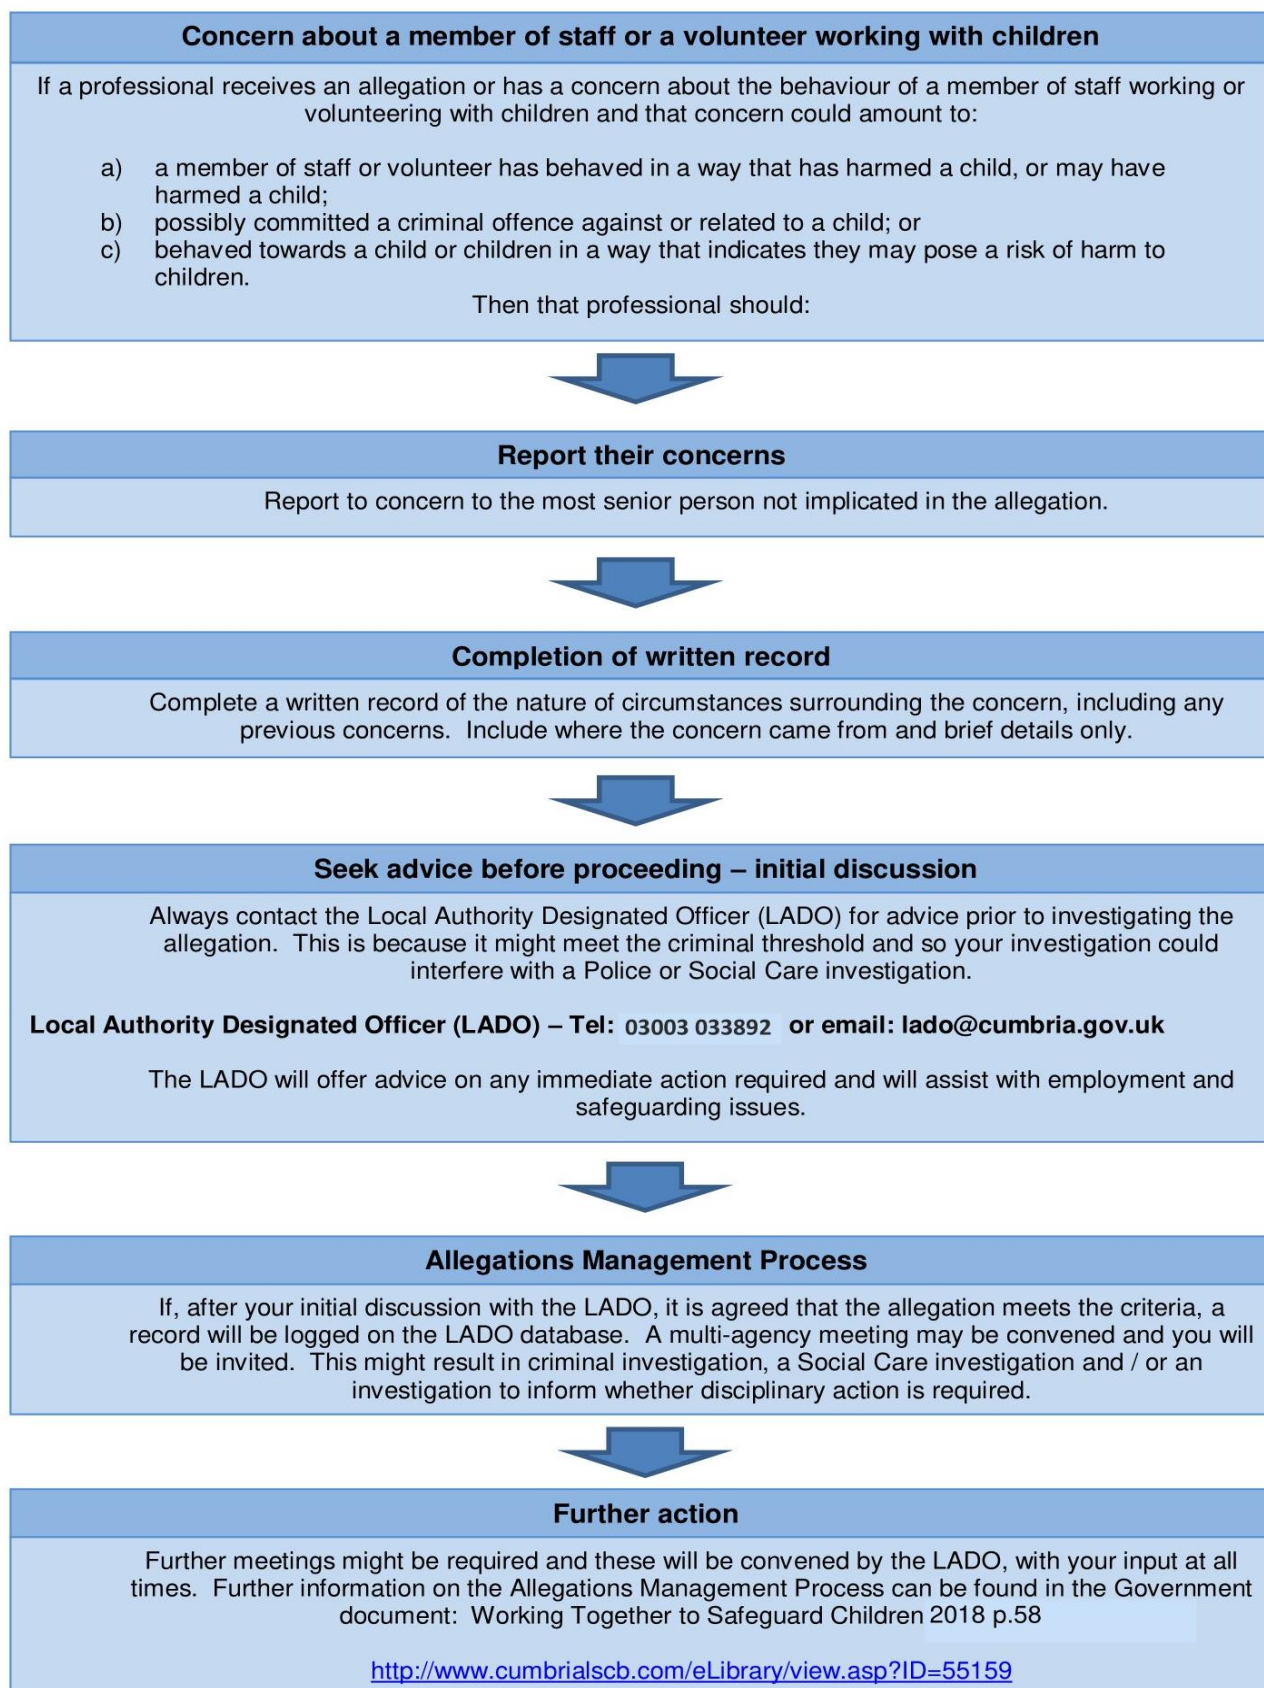 Concern about a member of staff or a volunteer working with children
If a professional receives an allegation or has a concern about the behaviour of a member of staff working or
volunteering with children and that concern could amount to:
a) a member of staff or volunteer has behaved in a way that has harmed a child, or may have
harmed a child;
b) possibly committed a criminal offence against or related to a child; or
c) behaved towards a child or children in a way that indicates they may pose a risk of harm to
children.
Then that professional should:
Report their concerns
Report to concern to the most senior person not implicated in the allegation.
Completion of written record
Complete a written record of the nature of circumstances surrounding the concern, including any
previous concerns.  Include where the concern came from and brief details only.
Seek advice before proceeding – initial discussion
Always contact the Local Authority Designated Officer (LADO) for advice prior to investigating the
allegation.  This is because it might meet the criminal threshold and so your investigation could
interfere with a Police or Social Care investigation.
Local Authority Designated Officer (LADO) – Tel: 03003 033892 or email: lado@cumbria.gov.uk
The LADO will offer advice on any immediate action required and will assist with employment and
safeguarding issues.
Allegations Management Process
If, after your initial discussion with the LADO, it is agreed that the allegation meets the criteria, a
record will be logged on the LADO database.  A multi-agency meeting may be convened and you will
be invited.  This might result in criminal investigation, a Social Care investigation and / or an
investigation to inform whether disciplinary action is required.
Further action
Further meetings might be required and these will be convened by the LADO, with your input at all
times.  Further information on the Allegations Management Process can be found in the Government
document:  Working Together to Safeguard Children 2018 p.58
http://www.cumbrialscb.com/eLibrary/view.asp?ID=55159